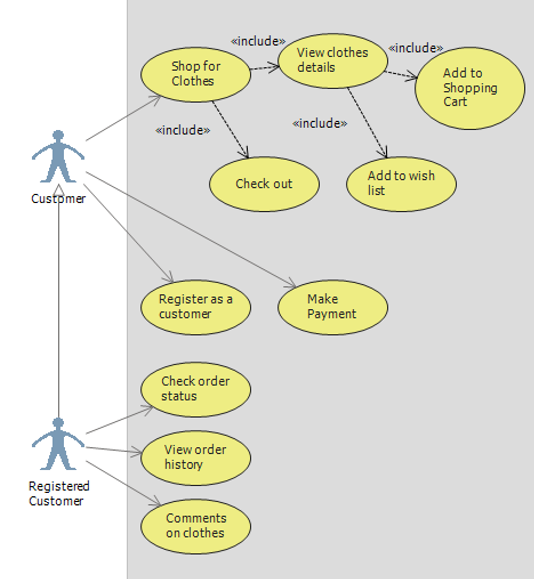 «include»
View clothes
details
«include»
Shop for
Clothes
Add to
Shopping
Cart
«include»
«include»
Check out
Add to wish
list
Customer
Register as a
customer
Make
Payment
Check order
status
View order
history
Registered
Customer
Comments
on clothes